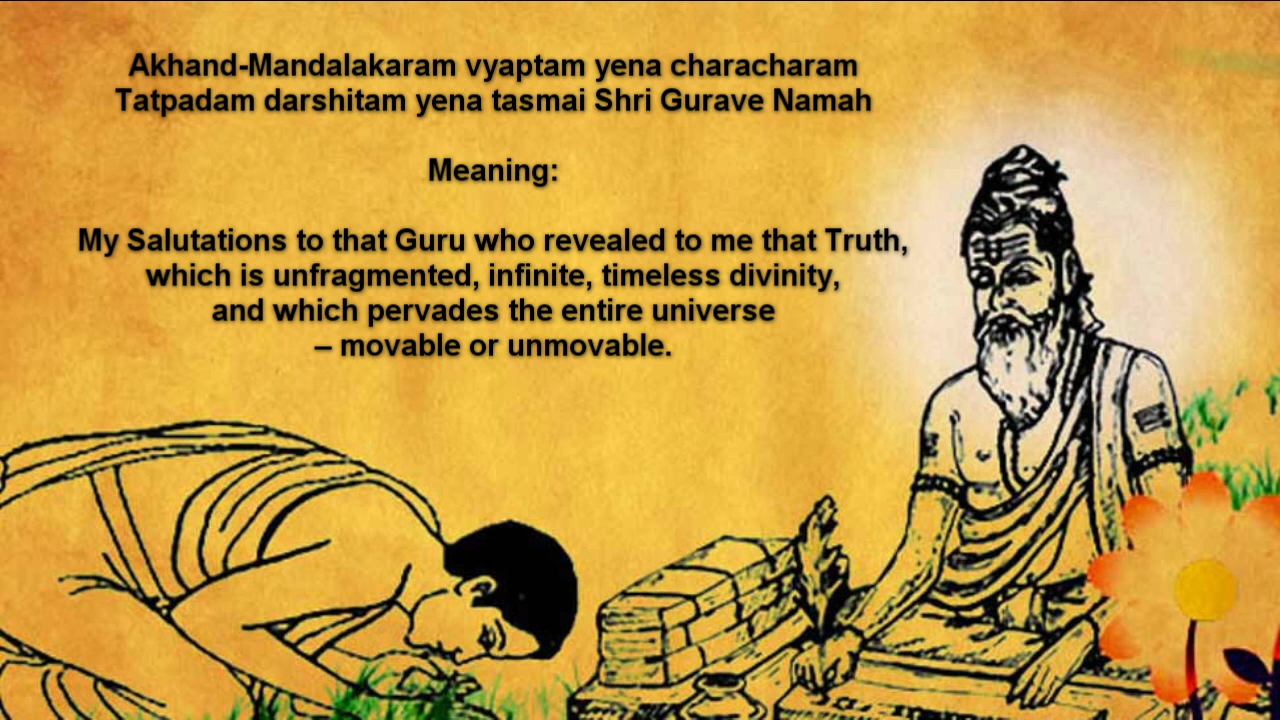 Akhand-Mandalakaram vyaptam yena characharam
Tatpadam darshitam yena tasmai Shri Gurave Namah
Meaning:
My Salutations to that Guru who revealed to me that Truth,
which is unfragmented, infinite, timeless divinity,
and which pervades the entire universe
– movable or unmovable.